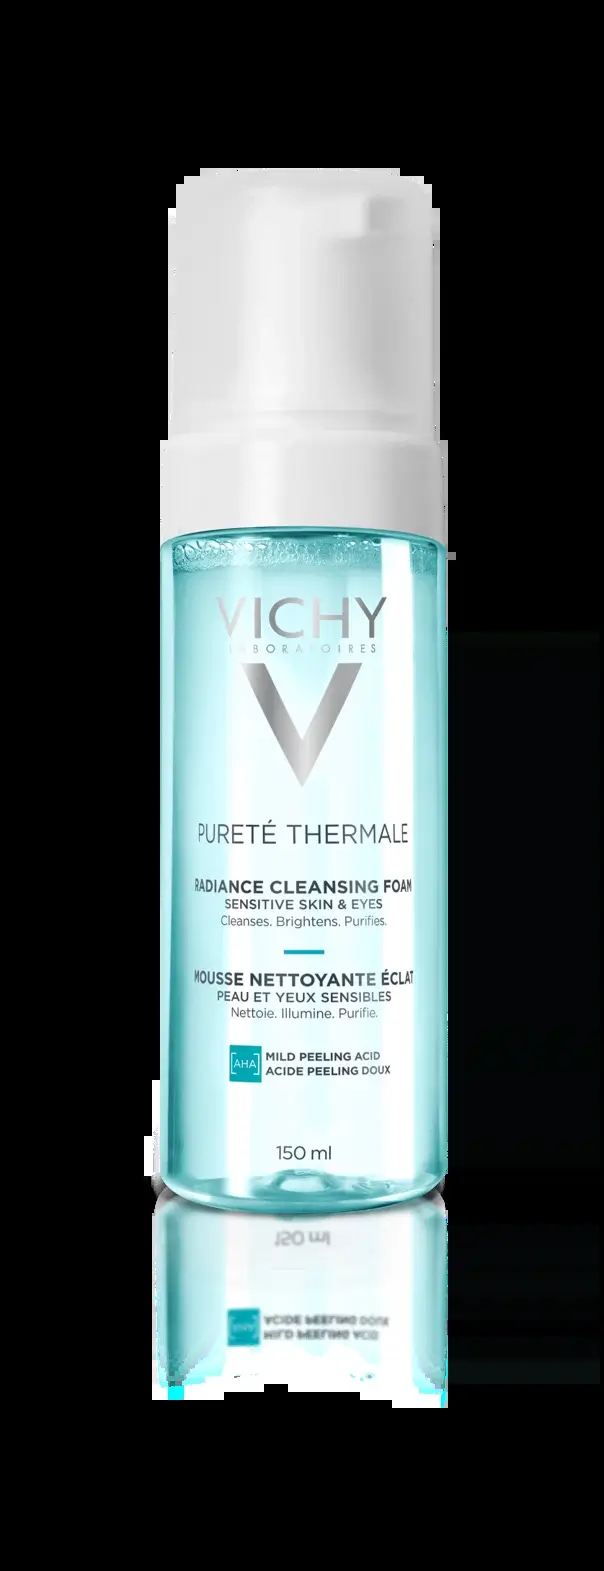 VICHY
LABORATOIRES
PURETÉ THERMALE
RADIANCE CLEANSING FOAM
SENSITIVE SKIN & EYES
Cleanses. Brightens. Purifies.
MOUSSE NETTOYANTE ÉCLAT
PEAU ET YEUX SENSIBLES
Nettoie. Illumine. Purifie.
[AHA] MILD PEELING ACID
ACIDE PEELING DOUX
150 ml